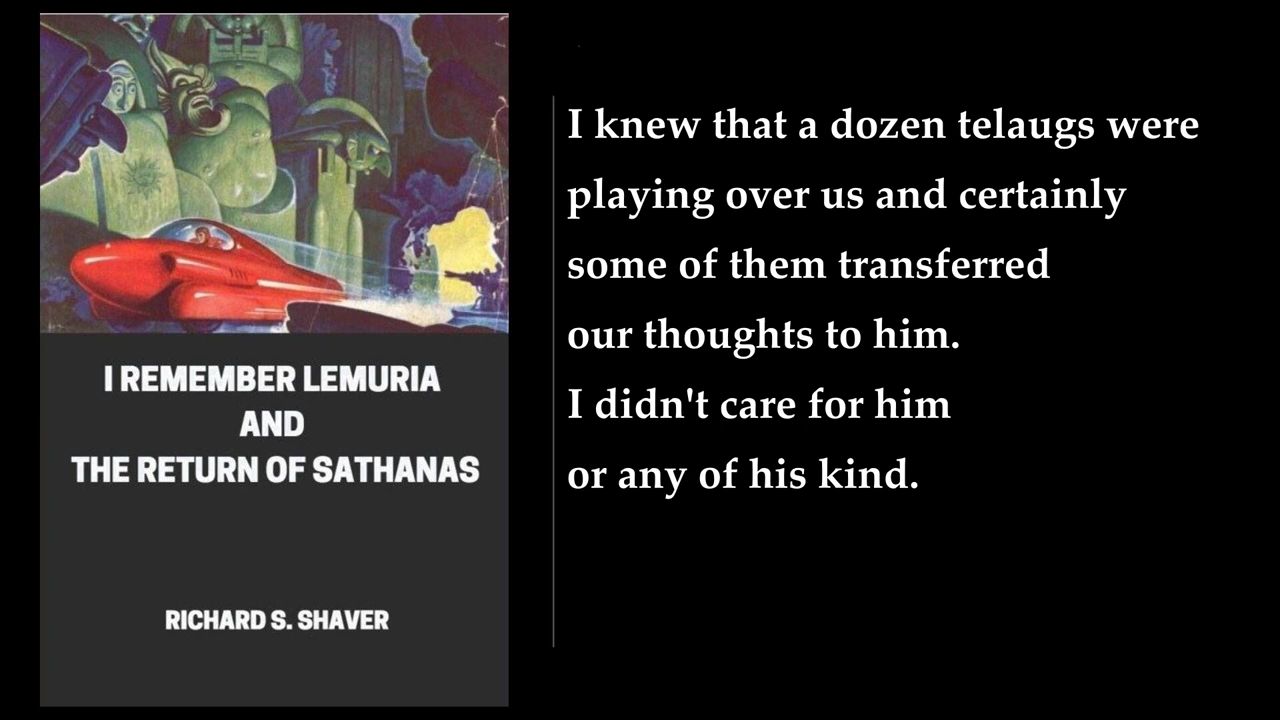 I REMEMBER LEMURIA
AND
THE RETURN OF SATHANAS
RICHARD S. SHAVER
I knew that a dozen telaugs were
playing over us and certainly
some of them transferred
our thoughts to him.
I didn't care for him
or any of his kind.